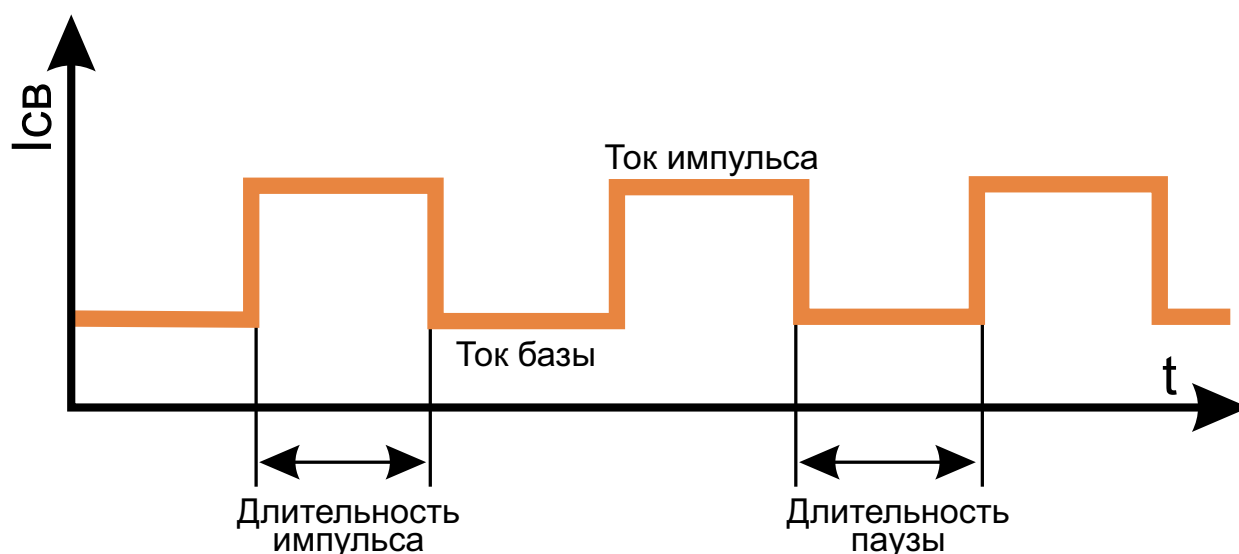 Iсв
Ток импульса
Ток базы
t
Длительность
импульса
Длительность
паузы